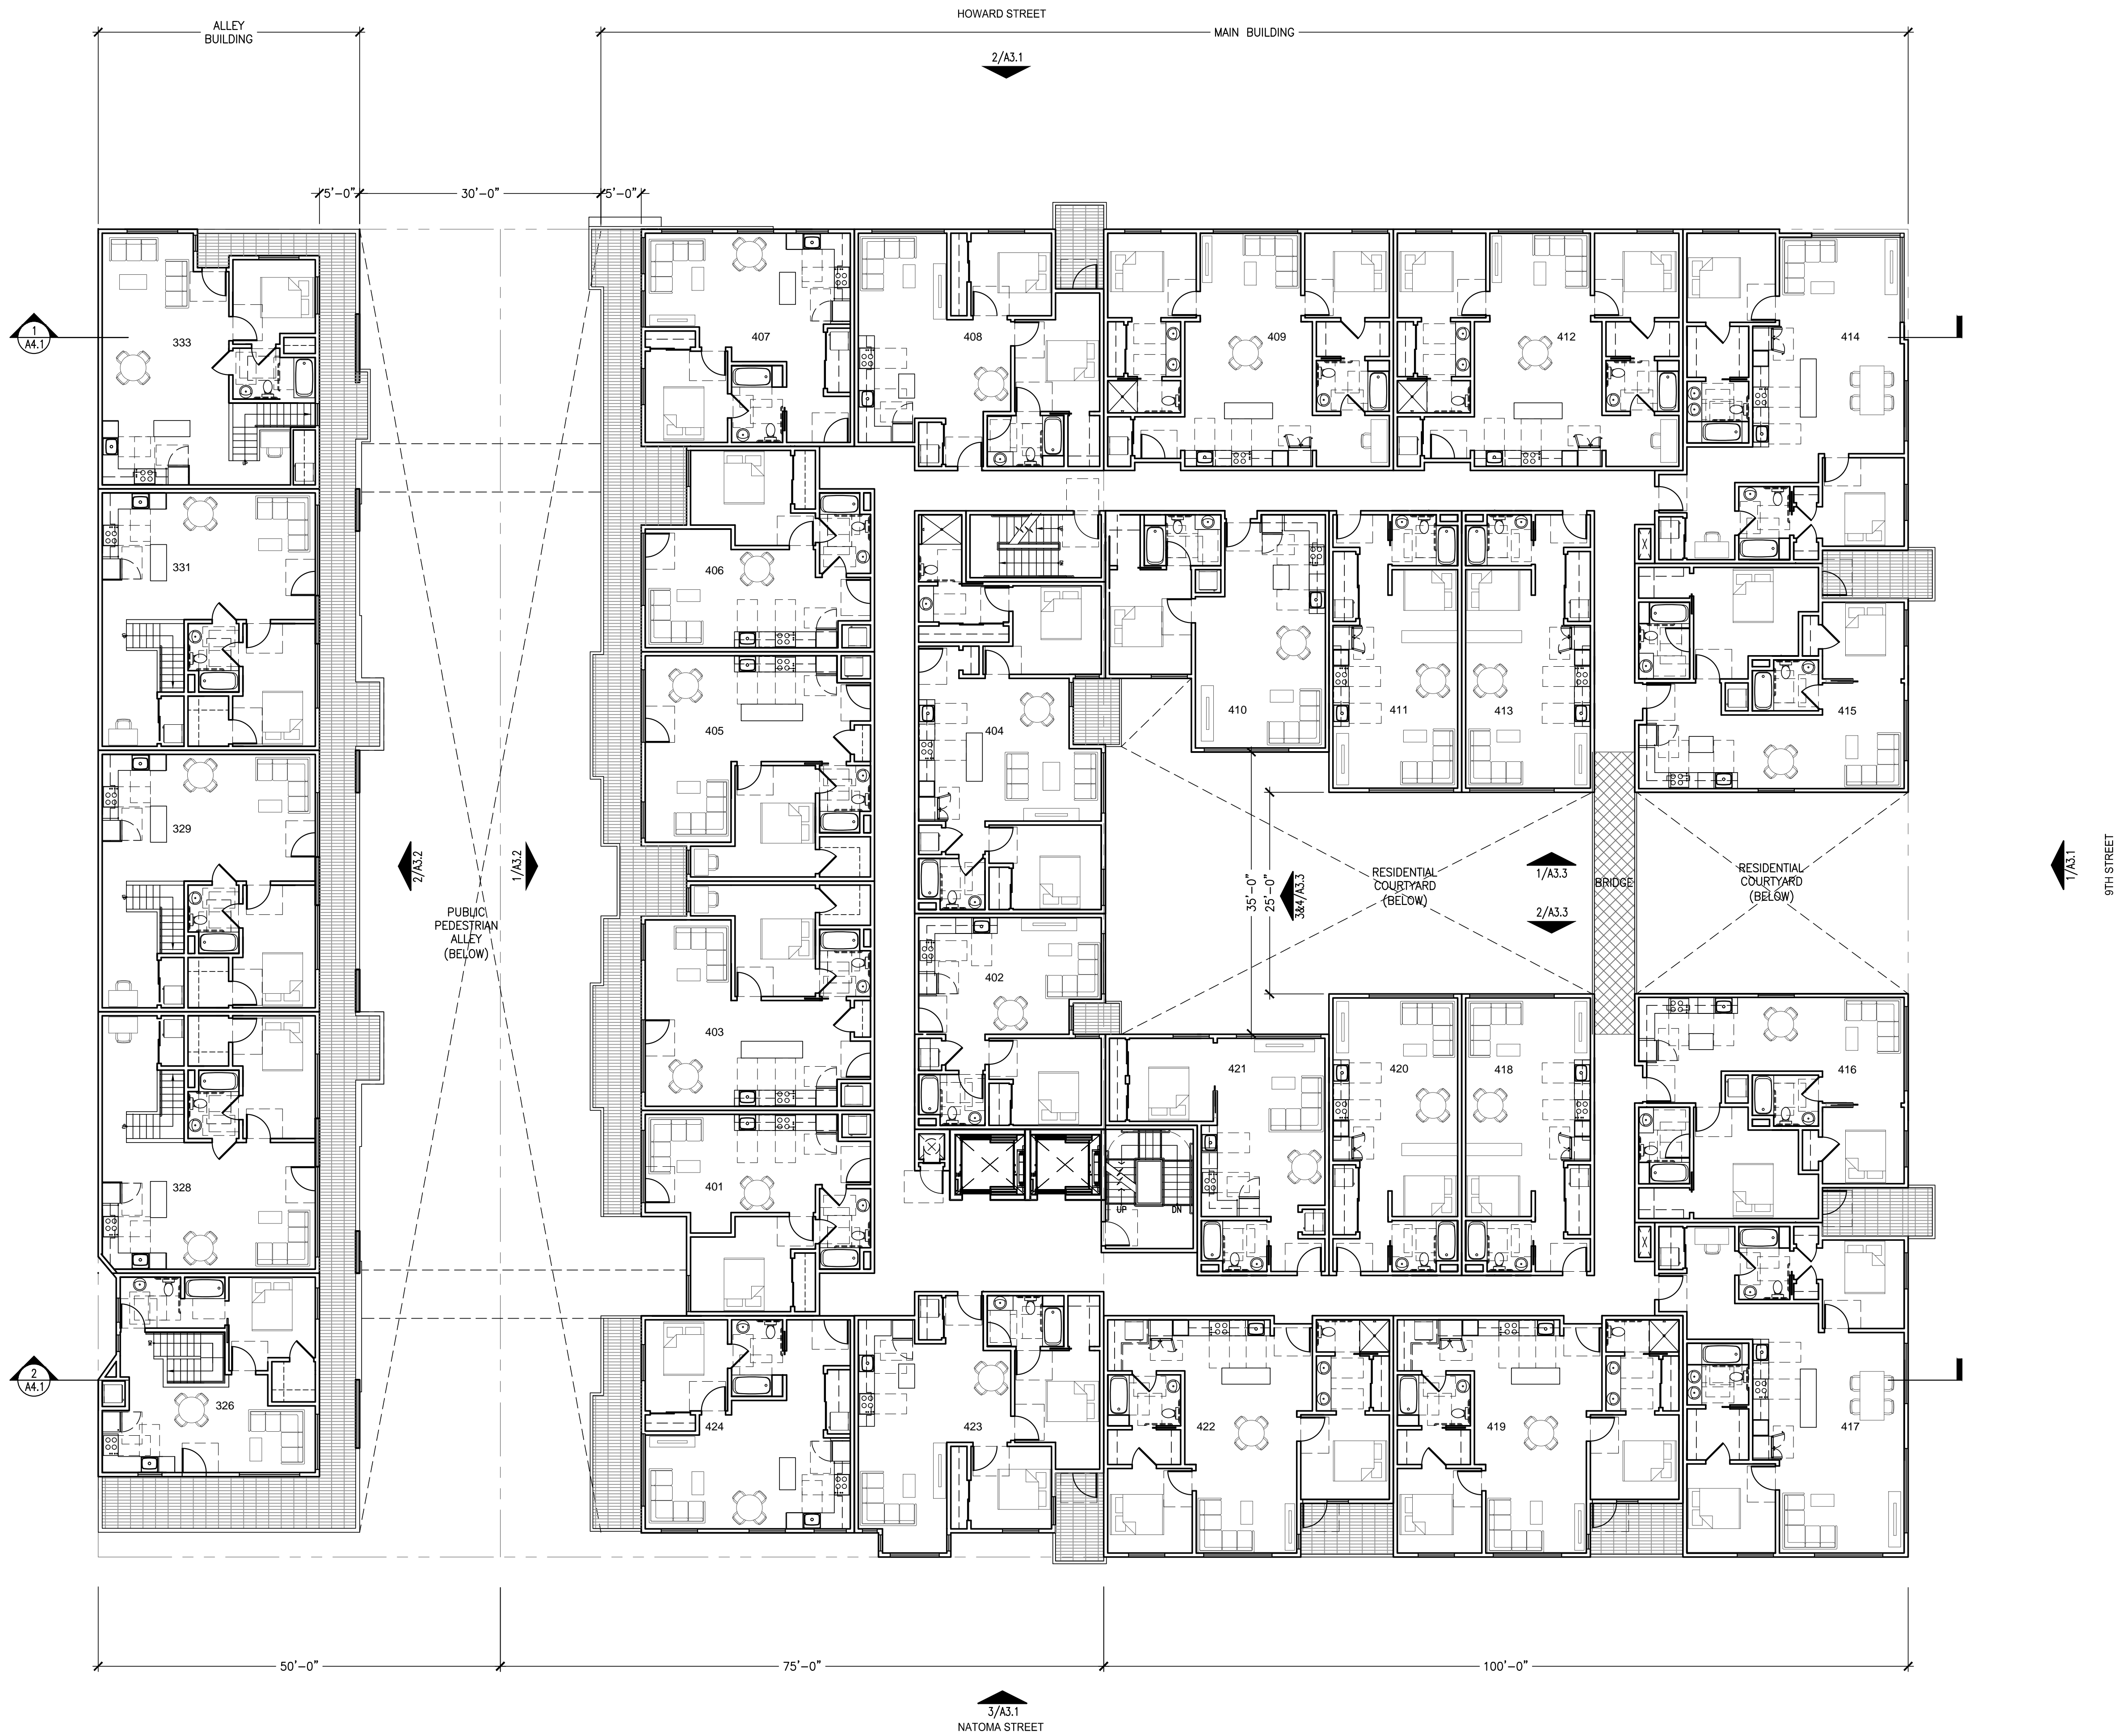 HOWARD STREET
ALLEY
BUILDING
MAIN BUILDING
2/A3.1
5'-0"
30'-0"
5'-0"
1
A4.1
333
407
408
409
412
414
331
406
410
411
413
415
405
404
329
2/A3.2
1/A3.2
PUBLIC
PEDESTRIAN
ALLEY
(BELOW)
35'-0"
25'-0"
3&4/A3.3
RESIDENTIAL
COURTYARD
(BELOW)
1/A3.3
2/A3.3
BRIDGE
RESIDENTIAL
COURTYARD
(BELOW)
1/A3.1
9TH STREET
402
403
421
420
418
416
328
401
UP
DN
2
A4.1
326
424
423
422
419
417
50'-0"
75'-0"
100'-0"
3/A3.1
NATOMA STREET